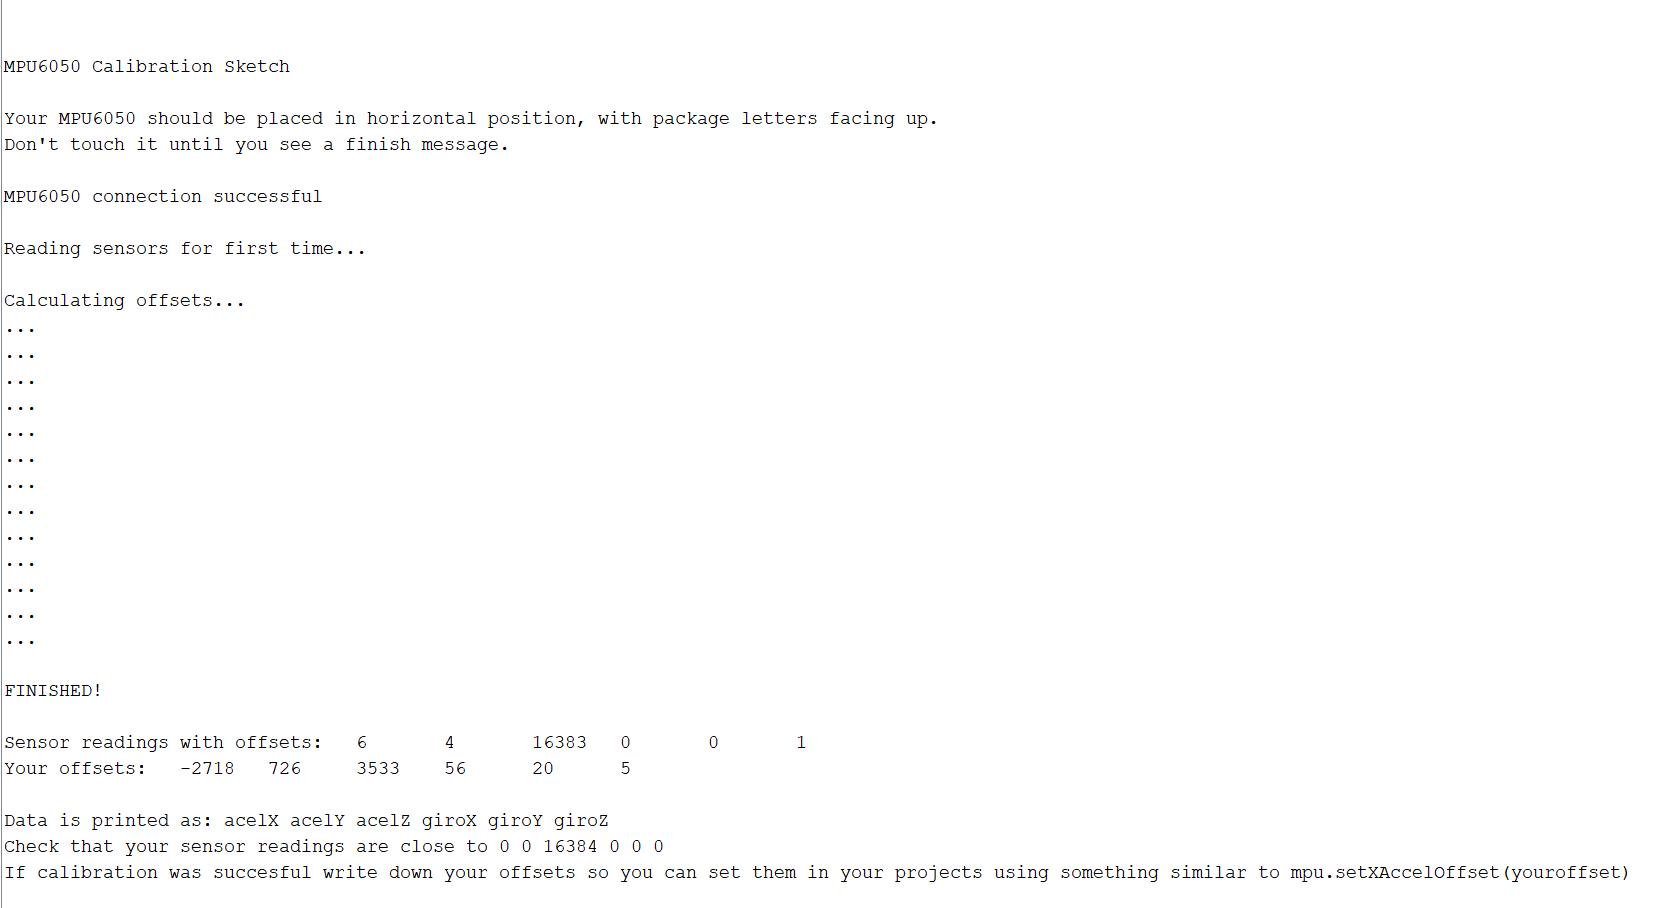 MPU6050 Calibration Sketch
Your MPU6050 should be placed in horizontal position, with package letters facing up.
Don't touch it until you see a finish message.
MPU6050 connection successful
Reading sensors for first time...
Calculating offsets...
...
...
...
...
...
...
...
...
...
...
...
...
...
FINISHED!
Sensor readings with offsets: 6 4 16383 0 0 1
Your offsets: -2718 726 3533 56 20 5
Data is printed as: acelX acelY acelZ giroX giroY giroZ
Check that your sensor readings are close to 0 0 16384 0 0 0
If calibration was succesful write down your offsets so you can set them in your projects using something similar to mpu.setXAccelOffset(youroffset)